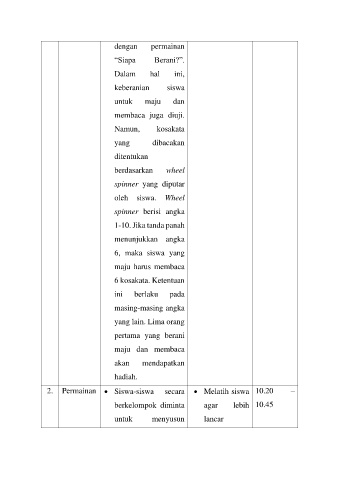 dengan permainan
“Siapa Berani?”.
Dalam hal ini,
keberanian siswa
untuk maju dan
membaca juga diuji.
Namun, kosakata
yang dibacakan
ditentukan
berdasarkan wheel
spinner yang diputar
oleh siswa. Wheel
spinner berisi angka
1-10. Jika tanda panah
menunjukkan angka
6, maka siswa yang
maju harus membaca
6 kosakata. Ketentuan
ini berlaku pada
masing-masing angka
yang lain. Lima orang
pertama yang berani
maju dan membaca
akan mendapatkan
hadiah.
2. Permainan • Siswa-siswa secara • Melatih siswa 10.20 –
berkelompok diminta agar lebih 10.45
untuk menyusun lancar